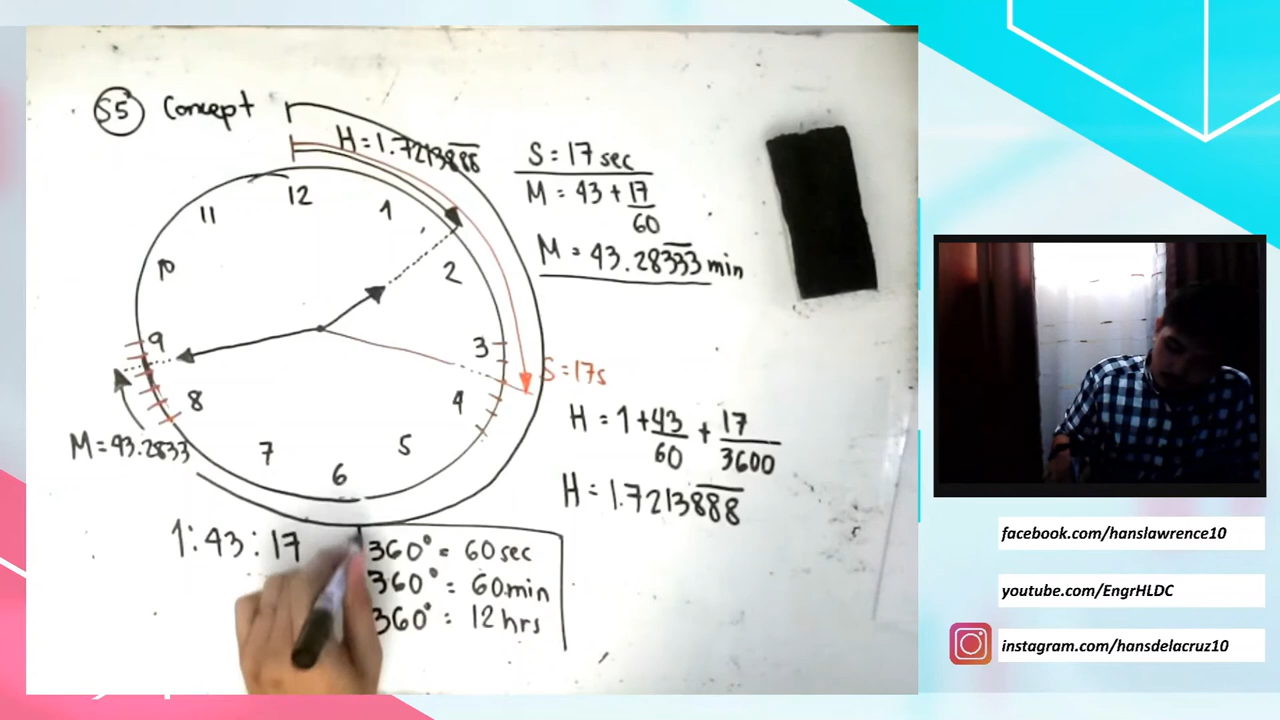 S5 Concept
H = 1.7213888
12
1
2
3
4
5
6
7
8
9
10
11
S = 17 sec
M = 43 + 17/60
M = 43.28333 min
S = 17s
H = 1 + 43/60 + 17/3600
H = 1.7213888
M = 43.2833
1:43:17
360° = 60 sec
360° = 60 min
360° = 12 hrs
facebook.com/hanslawrence10
youtube.com/EngrHLDC
instagram.com/hansdelacruz10